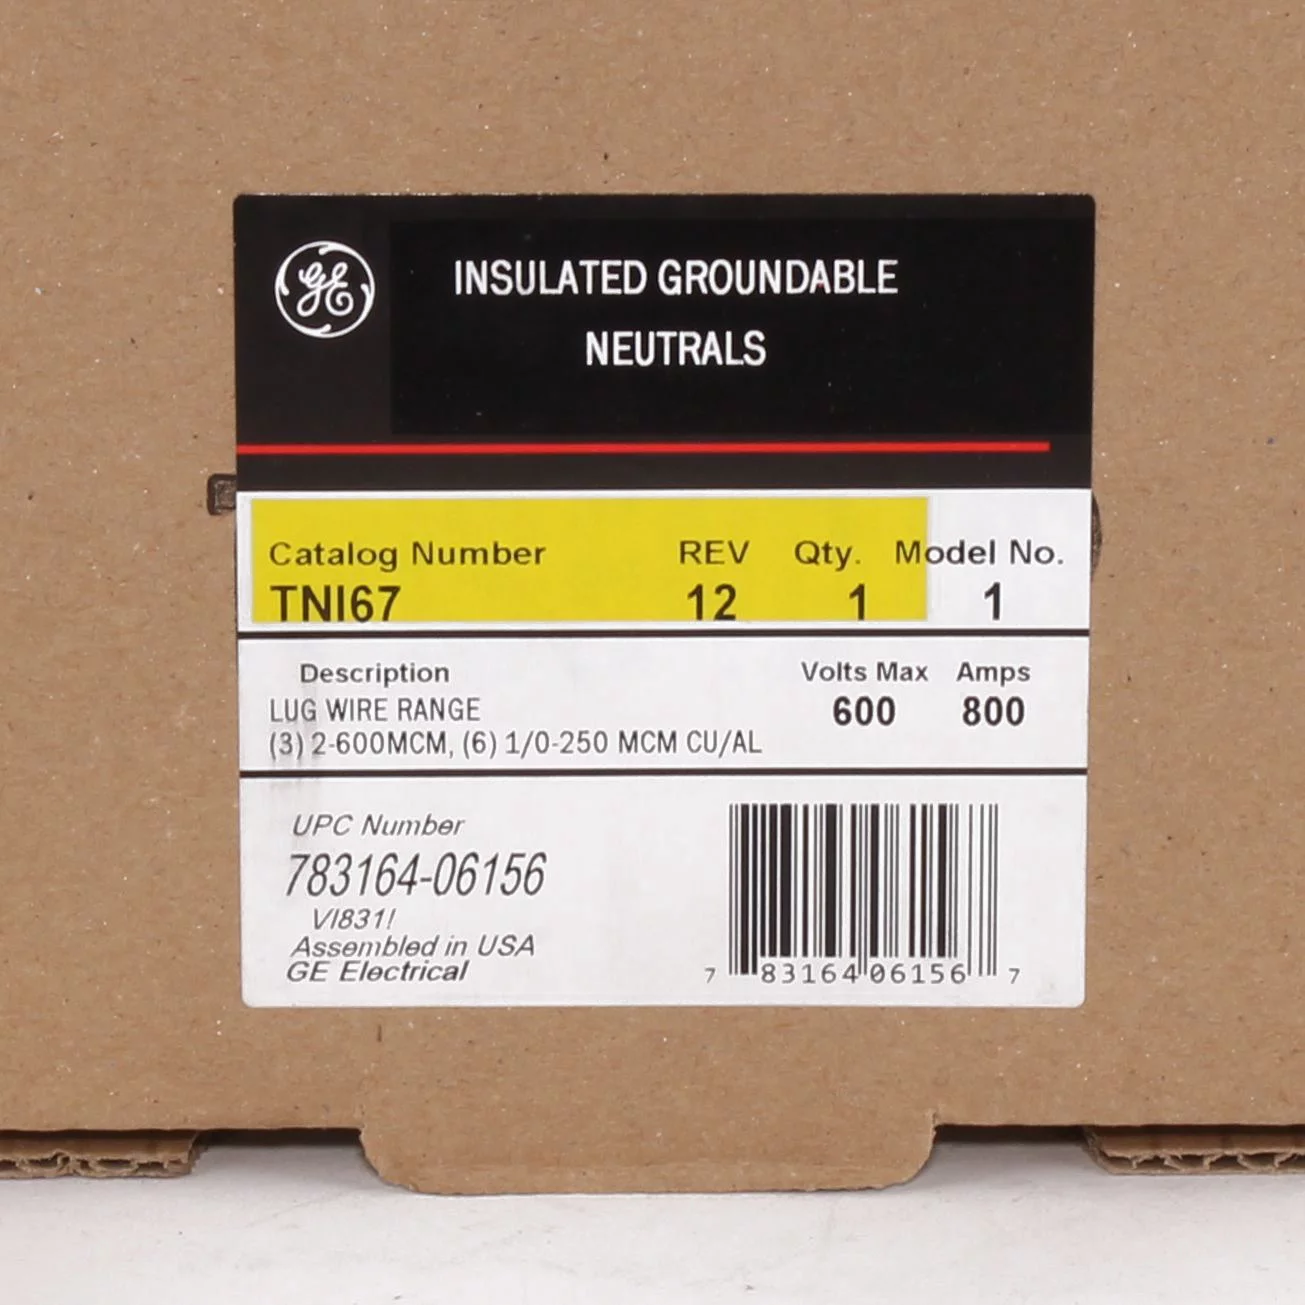 GE
INSULATED GROUNDABLE
NEUTRALS
Catalog Number REV Qty. Model No.
TNI67 12 1 1
Description Volts Max Amps
LUG WIRE RANGE 600 800
(3) 2-600MCM, (6) 1/0-250 MCM CU/AL
UPC Number
783164-06156
VI831!
Assembled in USA
GE Electrical
7 83164 06156 7